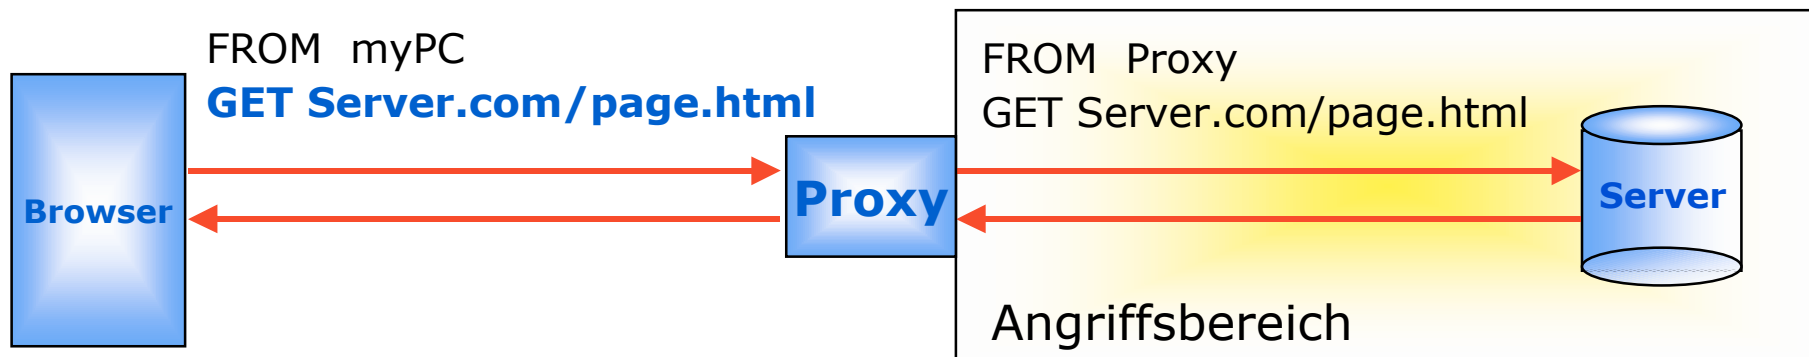 FROM myPC
GET Server.com/page.html
Browser
Proxy
FROM Proxy
GET Server.com/page.html
Server
Angriffsbereich